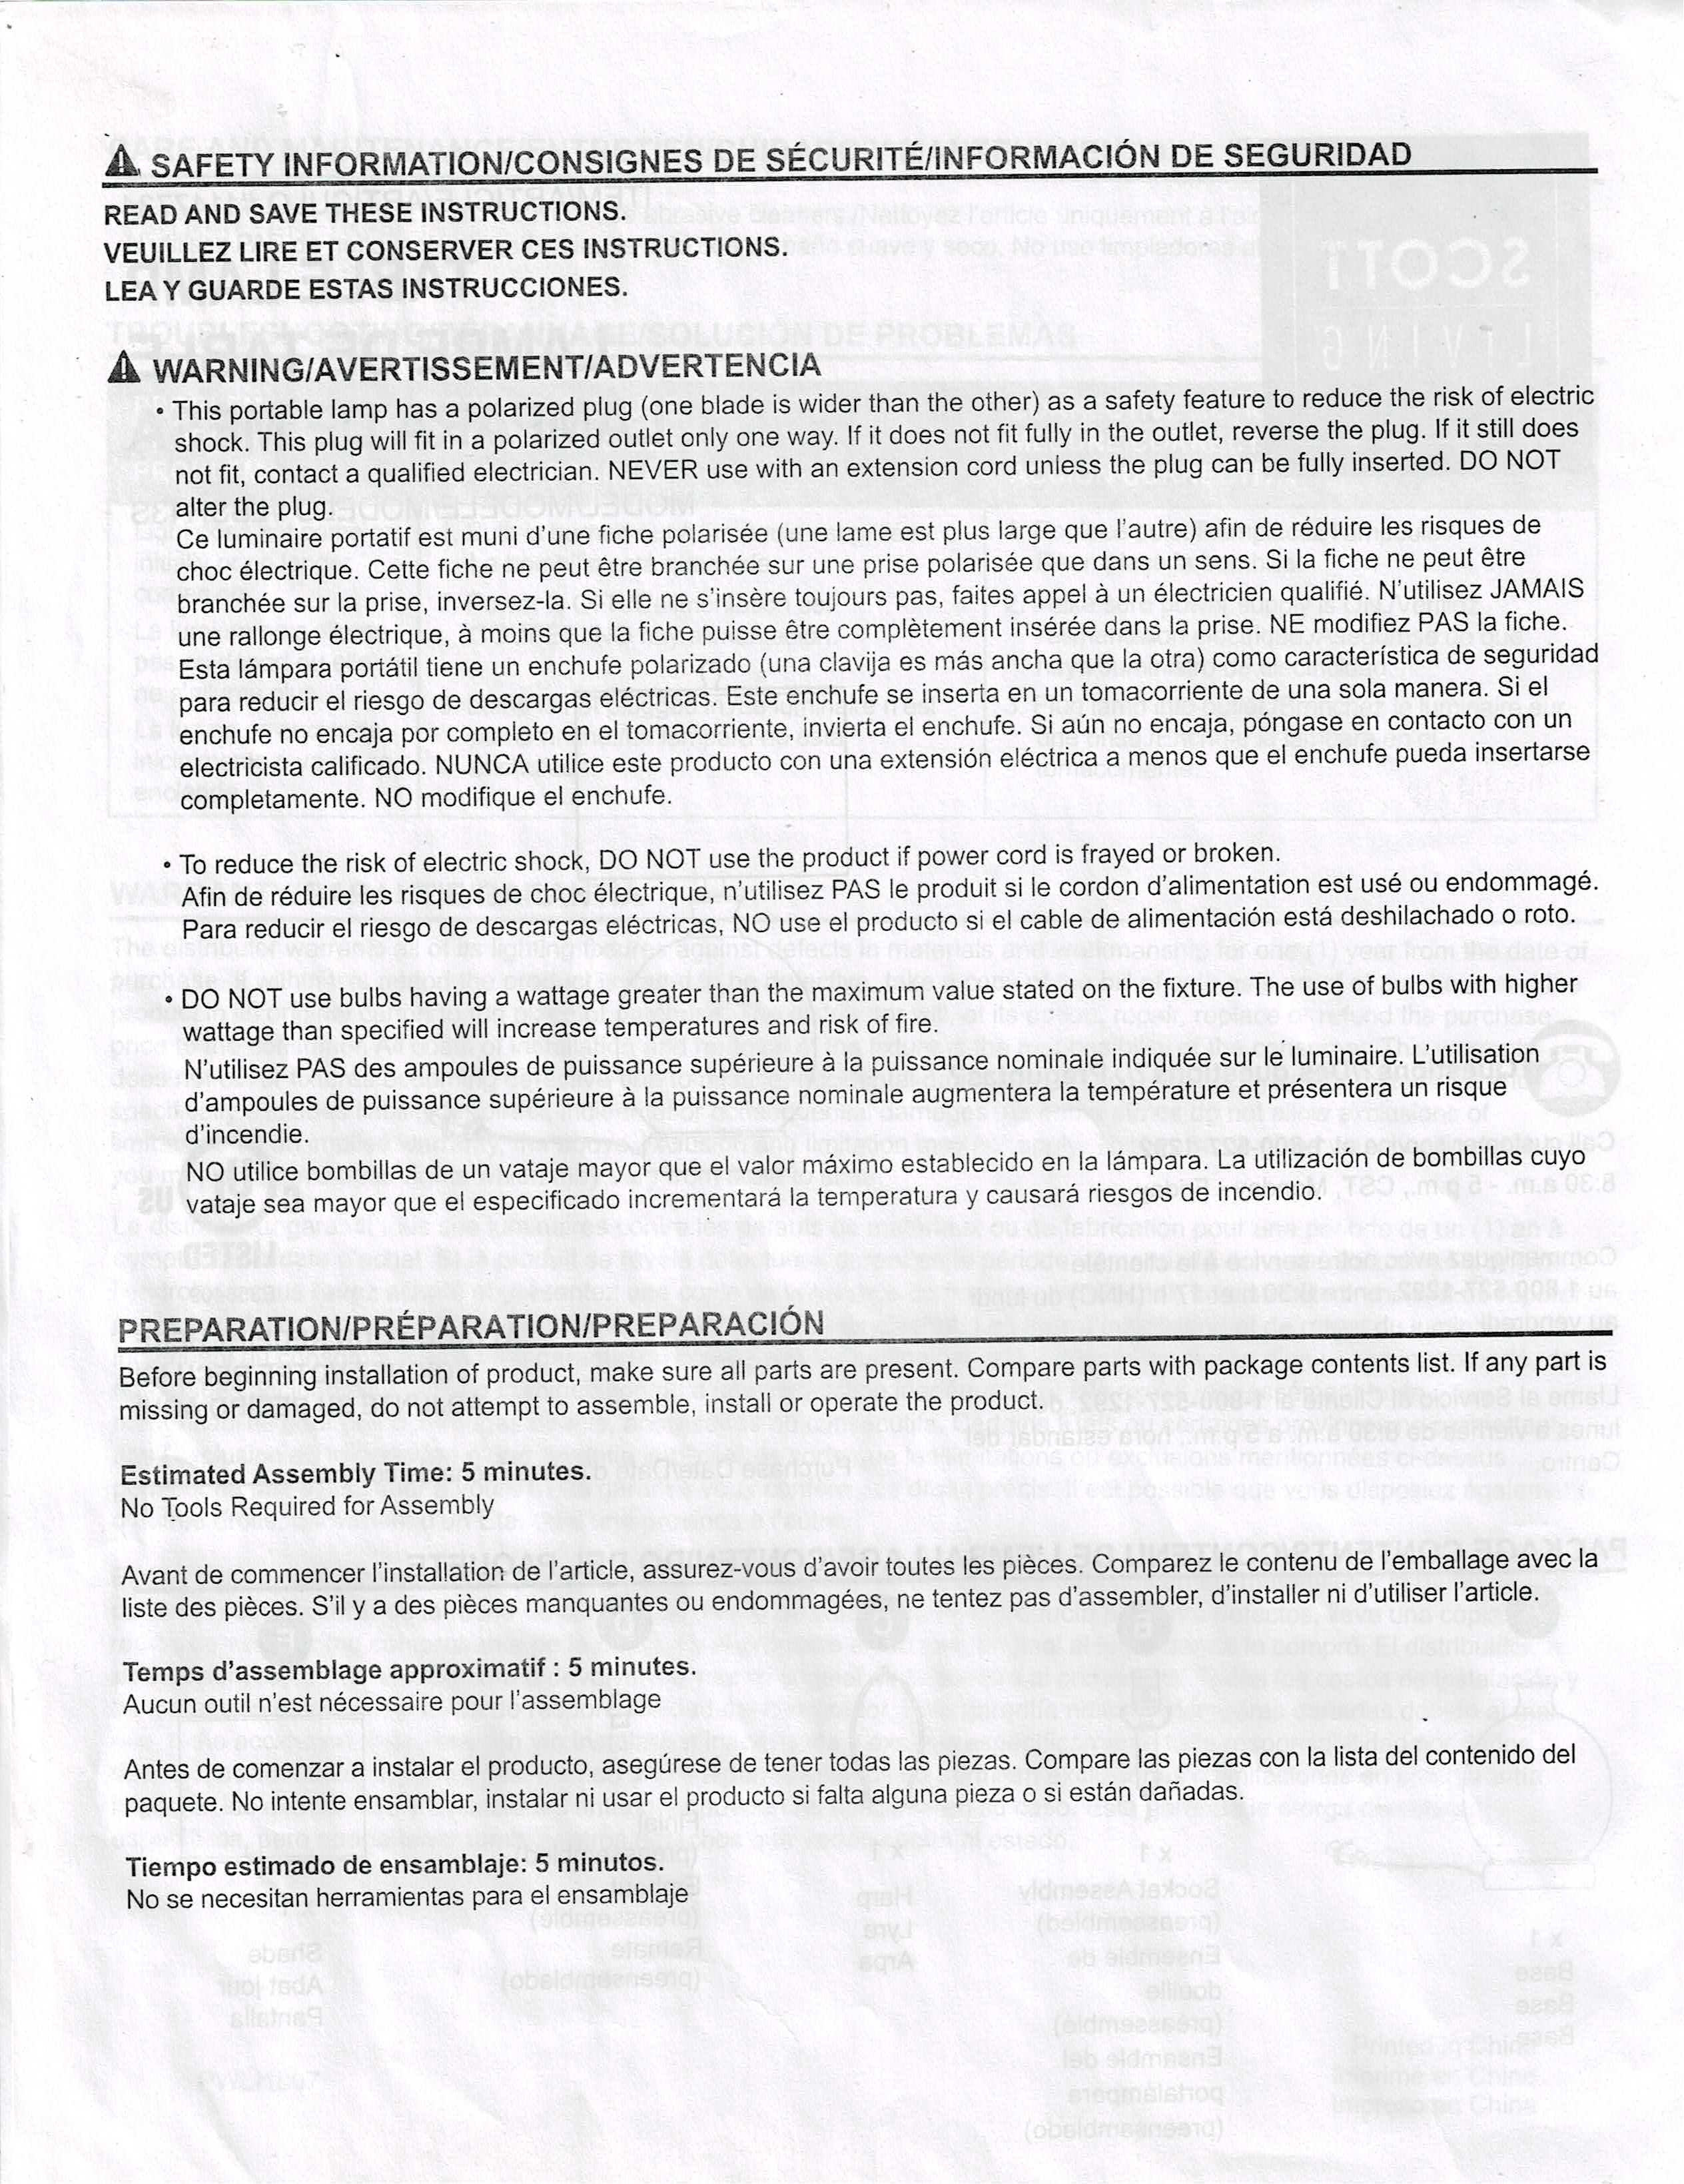 ⚠ SAFETY INFORMATION/CONSIGNES DE SÉCURITÉ/INFORMACIÓN DE SEGURIDAD
READ AND SAVE THESE INSTRUCTIONS.
VEUILLEZ LIRE ET CONSERVER CES INSTRUCTIONS.
LEA Y GUARDE ESTAS INSTRUCCIONES.
⚠ WARNING/AVERTISSEMENT/ADVERTENCIA
• This portable lamp has a polarized plug (one blade is wider than the other) as a safety feature to reduce the risk of electric
shock. This plug will fit in a polarized outlet only one way. If it does not fit fully in the outlet, reverse the plug. If it still does
not fit, contact a qualified electrician. NEVER use with an extension cord unless the plug can be fully inserted. DO NOT
alter the plug.
Ce luminaire portatif est muni d'une fiche polarisée (une lame est plus large que l'autre) afin de réduire les risques de
choc électrique. Cette fiche ne peut être branchée sur une prise polarisée que dans un sens. Si la fiche ne peut être
branchée sur la prise, inversez-la. Si elle ne s'insère toujours pas, faites appel à un électricien qualifié. N'utilisez JAMAIS
une rallonge électrique, à moins que la fiche puisse être complètement insérée dans la prise. NE modifiez PAS la fiche.
Esta lámpara portátil tiene un enchufe polarizado (una clavija es más ancha que la otra) como característica de seguridad
para reducir el riesgo de descargas eléctricas. Este enchufe se inserta en un tomacorriente de una sola manera. Si el
enchufe no encaja por completo en el tomacorriente, invierta el enchufe. Si aún no encaja, póngase en contacto con un
electricista calificado. NUNCA utilice este producto con una extensión eléctrica a menos que el enchufe pueda insertarse
completamente. NO modifique el enchufe.
• To reduce the risk of electric shock, DO NOT use the product if power cord is frayed or broken.
Afin de réduire les risques de choc électrique, n'utilisez PAS le produit si le cordon d'alimentation est usé ou endommagé.
Para reducir el riesgo de descargas eléctricas, NO use el producto si el cable de alimentación está deshilachado o roto.
• DO NOT use bulbs having a wattage greater than the maximum value stated on the fixture. The use of bulbs with higher
wattage than specified will increase temperatures and risk of fire.
N'utilisez PAS des ampoules de puissance supérieure à la puissance nominale indiquée sur le luminaire. L'utilisation
d'ampoules de puissance supérieure à la puissance nominale augmentera la température et présentera un risque
d'incendie.
NO utilice bombillas de un vataje mayor que el valor máximo establecido en la lámpara. La utilización de bombillas cuyo
vataje sea mayor que el especificado incrementará la temperatura y causará riesgos de incendio.
PREPARATION/PRÉPARATION/PREPARACIÓN
Before beginning installation of product, make sure all parts are present. Compare parts with package contents list. If any part is
missing or damaged, do not attempt to assemble, install or operate the product.
Estimated Assembly Time: 5 minutes.
No Tools Required for Assembly
Avant de commencer l'installation de l'article, assurez-vous d'avoir toutes les pièces. Comparez le contenu de l'emballage avec la
liste des pièces. S'il y a des pièces manquantes ou endommagées, ne tentez pas d'assembler, d'installer ni d'utiliser l'article.
Temps d'assemblage approximatif : 5 minutes.
Aucun outil n'est nécessaire pour l'assemblage
Antes de comenzar a instalar el producto, asegúrese de tener todas las piezas. Compare las piezas con la lista del contenido del
paquete. No intente ensamblar, instalar ni usar el producto si falta alguna pieza o si están dañadas.
Tiempo estimado de ensamblaje: 5 minutos.
No se necesitan herramientas para el ensamblaje